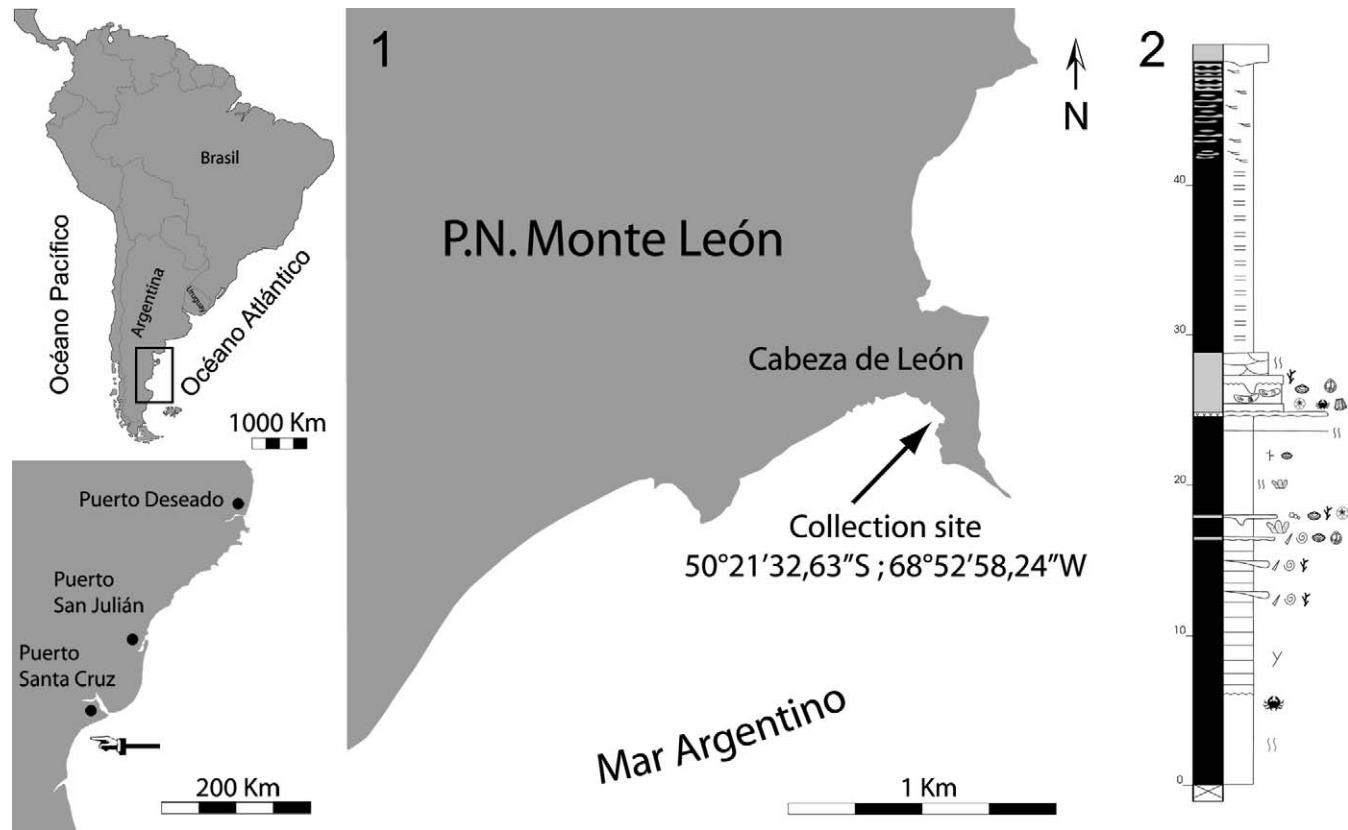 Brasil
Océano Pacífico
Argentina
Uruguay
Océano Atlántico
1000 Km
Puerto Deseado
Puerto
San Julián
Puerto
Santa Cruz
200 Km
1
N
P.N. Monte León
Cabeza de León
Collection site
50°21’32,63”S ; 68°52’58,24”W
Mar Argentino
1 Km
2
40
30
20
10
0